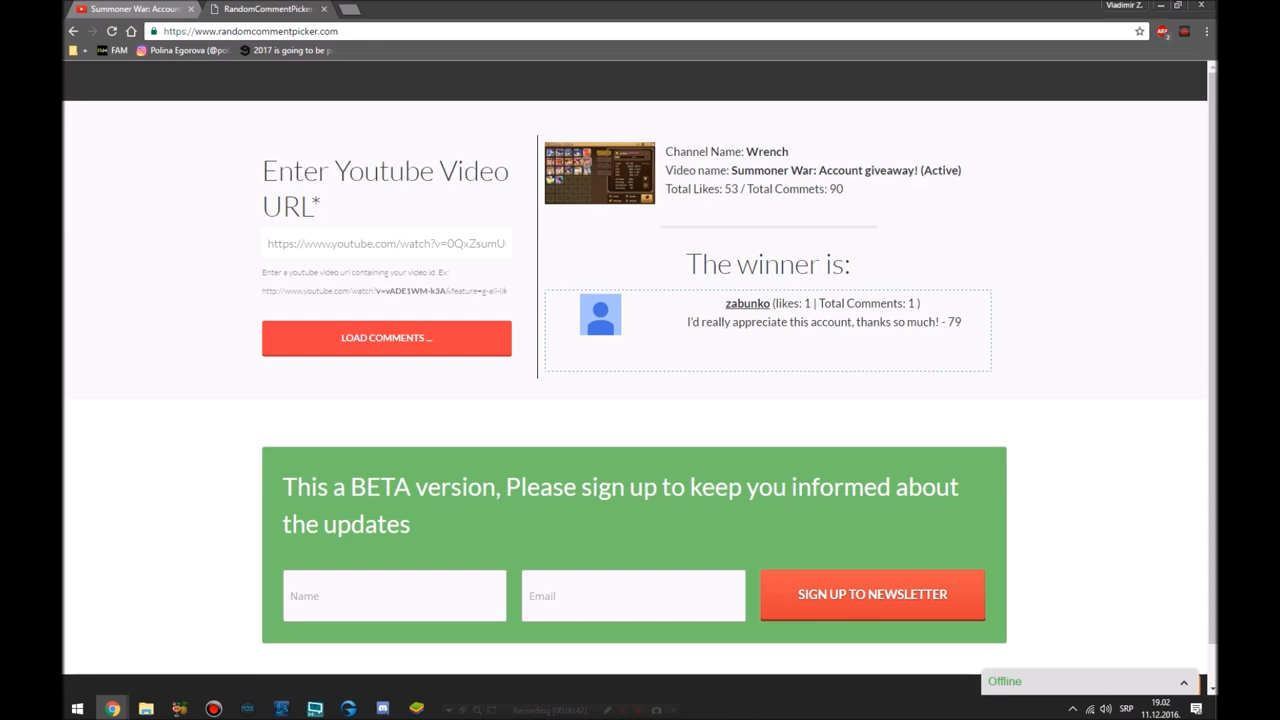 Summoner War: Accoun
RandomCommentPicker
Vladimir Z.
https://www.randomcommentpicker.com
FAM
Polina Egorova (@pol
2017 is going to be p
Enter Youtube Video
URL*
https://www.youtube.com/watch?v=0QxZsumU
Enter a youtube video url containing your video id. Ex:
http://www.youtube.com/watch?v=vADE1WM-k3A&feature=g-all-lik
LOAD COMMENTS ...
Channel Name: Wrench
Video name: Summoner War: Account giveaway! (Active)
Total Likes: 53 / Total Commets: 90
The winner is:
zabunko (likes: 1 | Total Comments: 1 )
I'd really appreciate this account, thanks so much! - 79
This a BETA version, Please sign up to keep you informed about
the updates
Name
Email
SIGN UP TO NEWSLETTER
Offline
Recording [00:00:42]
SRP
19.02
11.12.2016.